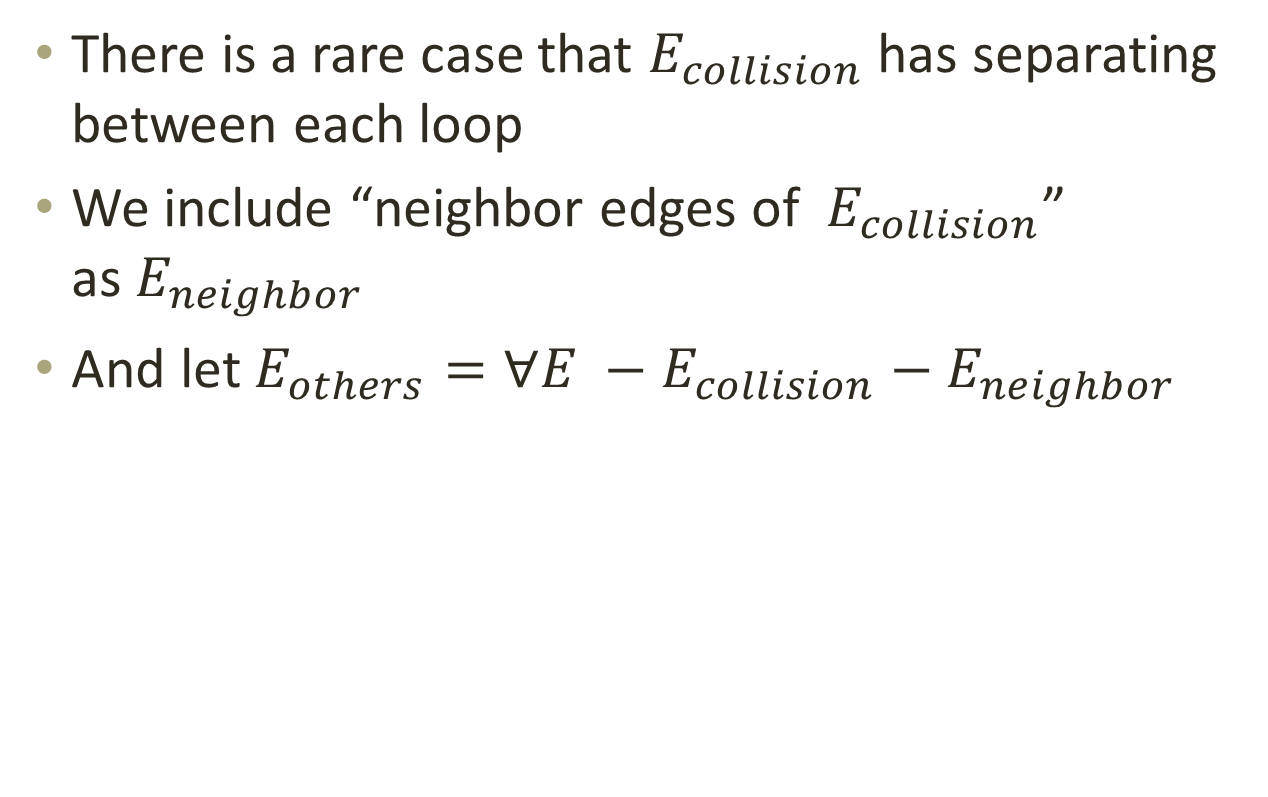 • There is a rare case that E_collision has separating
between each loop
• We include “neighbor edges of E_collision”
as E_neighbor
• And let E_others = ∀E − E_collision − E_neighbor